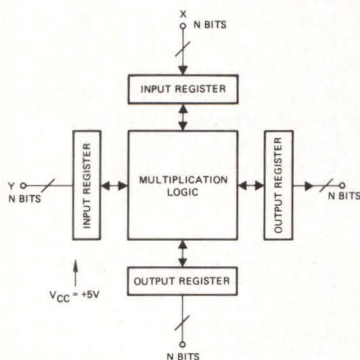 X
N BITS
INPUT REGISTER
Y
N BITS
INPUT REGISTER
MULTIPLICATION
LOGIC
OUTPUT REGISTER
N BITS
VCC = +5V
OUTPUT REGISTER
N BITS